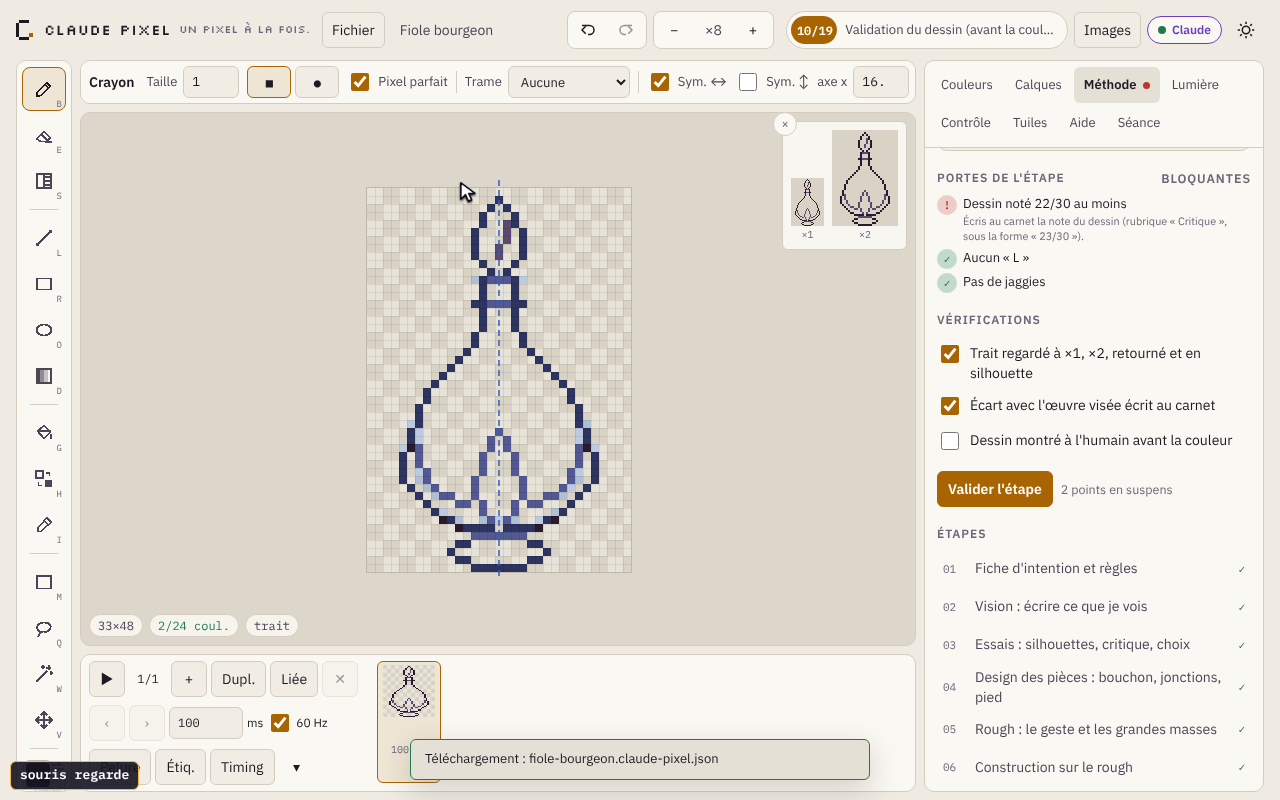 CLAUDE PIXEL UN PIXEL À LA FOIS. Fichier Fiole bourgeon
− ×8 + 10/19 Validation du dessin (avant la coul… Images Claude
Crayon Taille 1 Pixel parfait Trame Aucune Sym. ↔ Sym. ↕ axe x 16.
B
E
S
L
R
O
D
G
H
I
M
Q
W
V
×
×1 ×2
33×48 2/24 coul. trait
1/1 + Dupl. Liée ✕
‹ › 100 ms 60 Hz
Étiq. Timing ▼
100
souris regarde
Téléchargement : fiole-bourgeon.claude-pixel.json
Couleurs Calques Méthode Lumière
Contrôle Tuiles Aide Séance
PORTES DE L'ÉTAPE BLOQUANTES
! Dessin noté 22/30 au moins
Écris au carnet la note du dessin (rubrique « Critique »,
sous la forme « 23/30 »).
✓ Aucun « L »
✓ Pas de jaggies
VÉRIFICATIONS
Trait regardé à ×1, ×2, retourné et en
silhouette
Écart avec l'œuvre visée écrit au carnet
Dessin montré à l'humain avant la couleur
Valider l'étape 2 points en suspens
ÉTAPES
01 Fiche d'intention et règles ✓
02 Vision : écrire ce que je vois ✓
03 Essais : silhouettes, critique, choix ✓
04 Design des pièces : bouchon, jonctions,
pied ✓
05 Rough : le geste et les grandes masses ✓
06 Construction sur le rough ✓